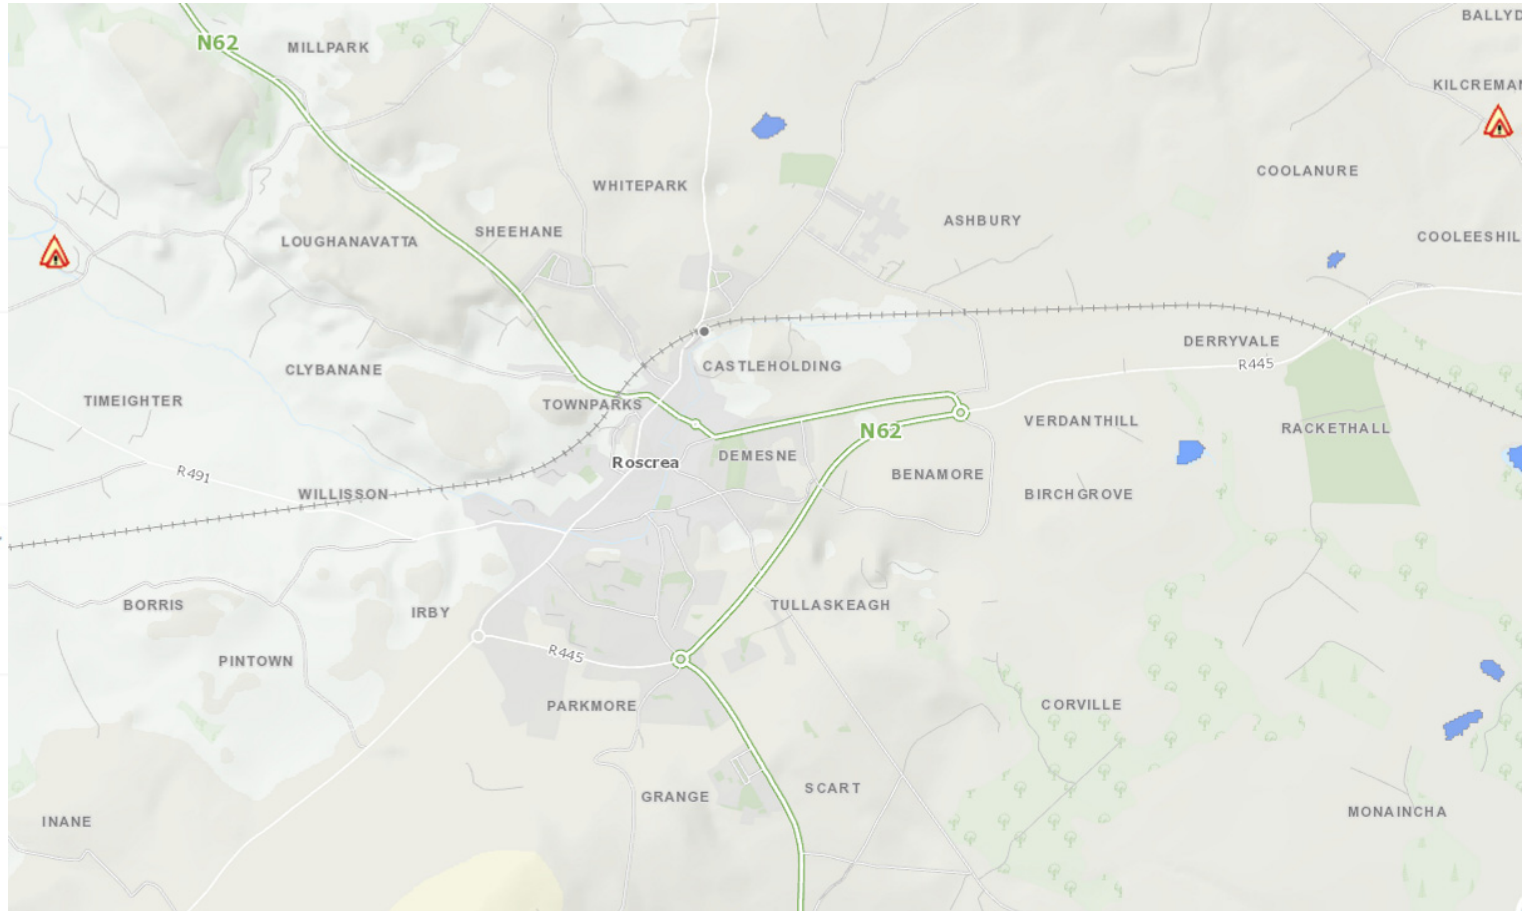 BALLYD
N62
MILLPARK
KILCREMAN
COOLANURE
WHITEPARK
ASHBURY
SHEEHANE
COOLEESHIL
LOUGHANAVATTA
DERRYVALE
R445
CASTLEHOLDING
CLYBANANE
TIMEIGHTER
TOWNPARKS
VERDANTHILL
RACKETHALL
N62
DEMESNE
Roscrea
R491
BENAMORE
WILLISSON
BIRCHGROVE
BORRIS
TULLASKEAGH
IRBY
R445
PINTOWN
CORVILLE
PARKMORE
SCART
GRANGE
MONAINCHA
INANE